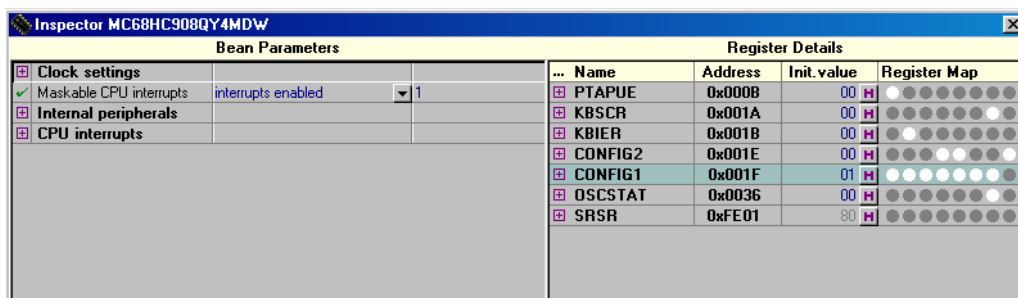 Inspector MC68HC908QY4MDW
Bean Parameters Register Details
Clock settings ... Name Address Init.value Register Map
Maskable CPU interrupts interrupts enabled 1 PTAPUE 0x000B 00 H
Internal peripherals KBSCR 0x001A 00 H
CPU interrupts KBIER 0x001B 00 H
CONFIG2 0x001E 00 H
CONFIG1 0x001F 01 H
OSCSTAT 0x0036 00 H
SRSR 0xFE01 80 H